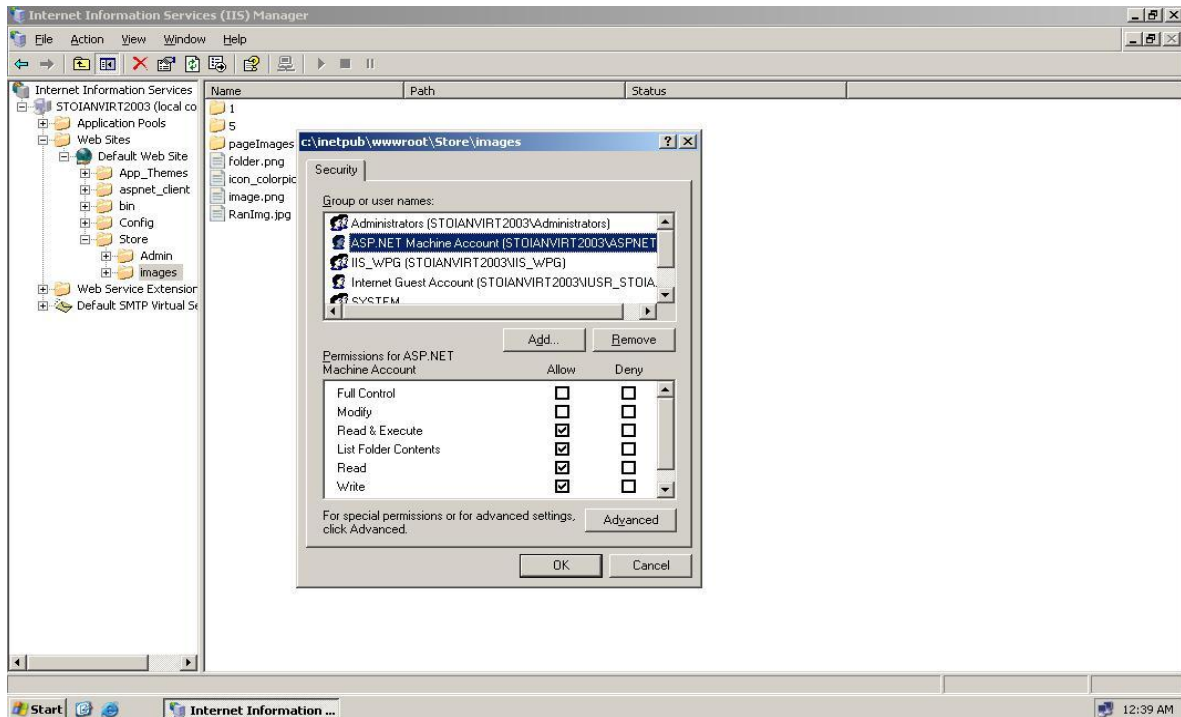 Internet Information Services (IIS) Manager
File Action View Window Help
Internet Information Services
STOIANVIRT2003 (local co
Application Pools
Web Sites
Default Web Site
App_Themes
aspnet_client
bin
Config
Store
Admin
images
Web Service Extension
Default SMTP Virtual Se
Name Path Status
1
5
pageImages
folder.png
icon_colorpic
image.png
RanImg.jpg
c:\inetpub\wwwroot\Store\images
Security
Group or user names:
Administrators (STOIANVIRT2003\Administrators)
ASP.NET Machine Account (STOIANVIRT2003\ASPNET
IIS_WPG (STOIANVIRT2003\IIS_WPG)
Internet Guest Account (STOIANVIRT2003\IUSR_STOIA
SYSTEM
Add... Remove
Permissions for ASP.NET
Machine Account Allow Deny
Full Control
Modify
Read & Execute
List Folder Contents
Read
Write
For special permissions or for advanced settings,
click Advanced.
Advanced
OK Cancel
Start Internet Information ... 12:39 AM